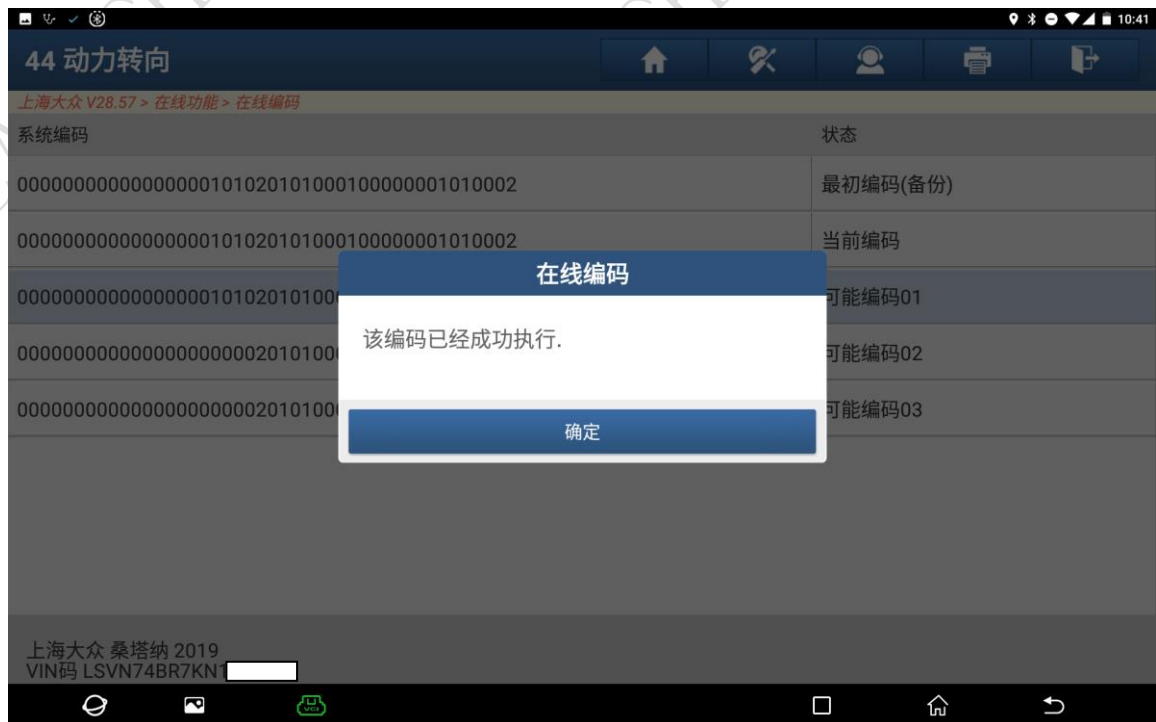 10:41
44 动力转向
上海大众 V28.57 > 在线功能 > 在线编码
系统编码 状态
00000000000000000101020101000100000001010002 最初编码(备份)
00000000000000000101020101000100000001010002 当前编码
在线编码
000000000000000001010201010 可能编码01
该编码已经成功执行.
000000000000000000000201010 可能编码02
000000000000000000000201010 可能编码03
确定
上海大众 桑塔纳 2019
VIN码 LSVN74BR7KN1
VCI